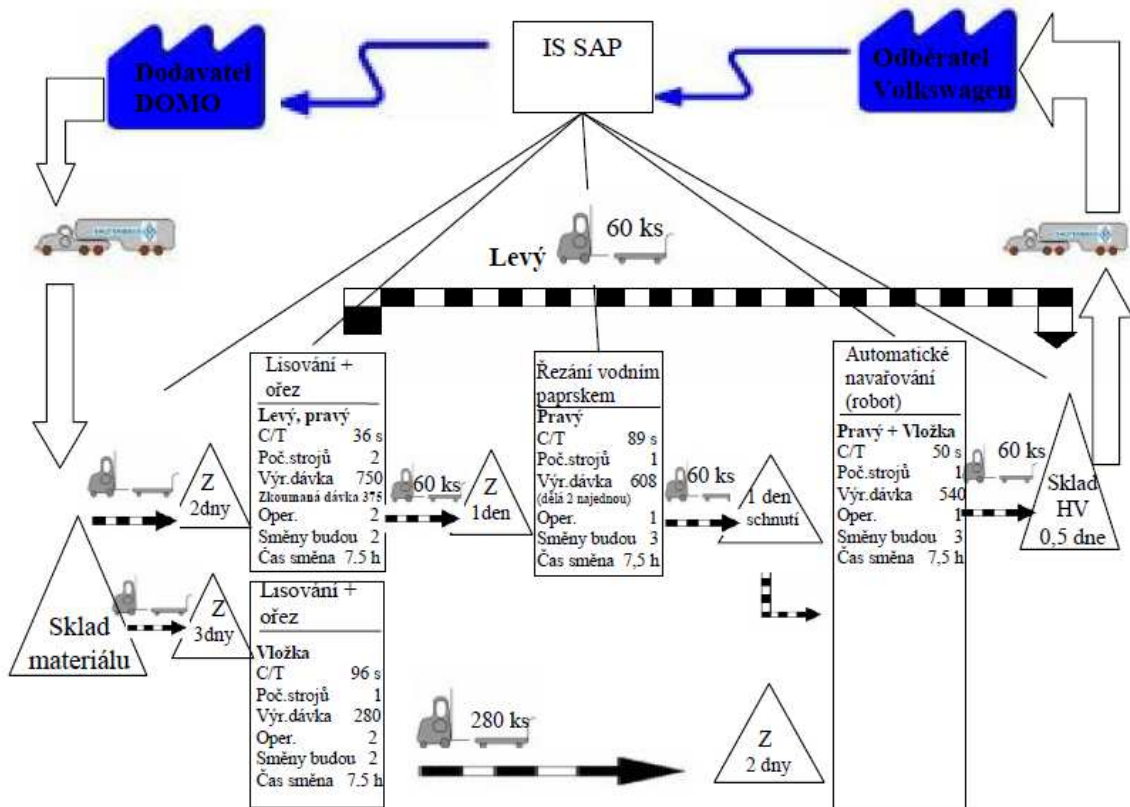 Dodavatel
DOMO
IS SAP
Odběratel
Volkswagen
60 ks
Levý
Lisování +
ořez
Levý, pravý
C/T 36 s
Poč.strojů 2
Výr.dávka 750
Zkoumaná dávka 375
Oper. 2
Směny budou 2
Čas směna 7.5 h
Řezání vodním
paprskem
Pravý
C/T 89 s
Poč.strojů 1
Výr.dávka 608
(dělá 2 najednou)
Oper. 1
Směny budou 3
Čas směna 7,5 h
Automatické
navařování
(robot)
Pravý + Vložka
C/T 50 s
Poč.strojů 1
Výr.dávka 540
Oper. 1
Směny budou 3
Čas směna 7,5 h
Z
2dny
60 ks
Z
1den
60 ks
1 den
schnutí
60 ks
Sklad
HV
0,5 dne
Sklad
materiálu
Z
3dny
Lisování +
ořez
Vložka
C/T 96 s
Poč.strojů 1
Výr.dávka 280
Oper. 2
Směny budou 2
Čas směna 7.5 h
280 ks
Z
2 dny